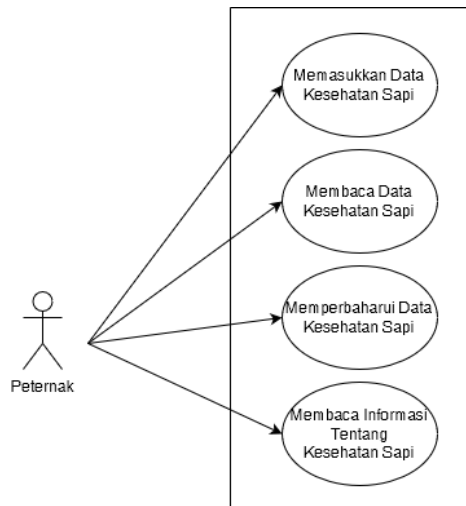 Memasukkan Data
Kesehatan Sapi
Membaca Data
Kesehatan Sapi
Memperbaharui Data
Kesehatan Sapi
Peternak
Membaca Informasi
Tentang
Kesehatan Sapi